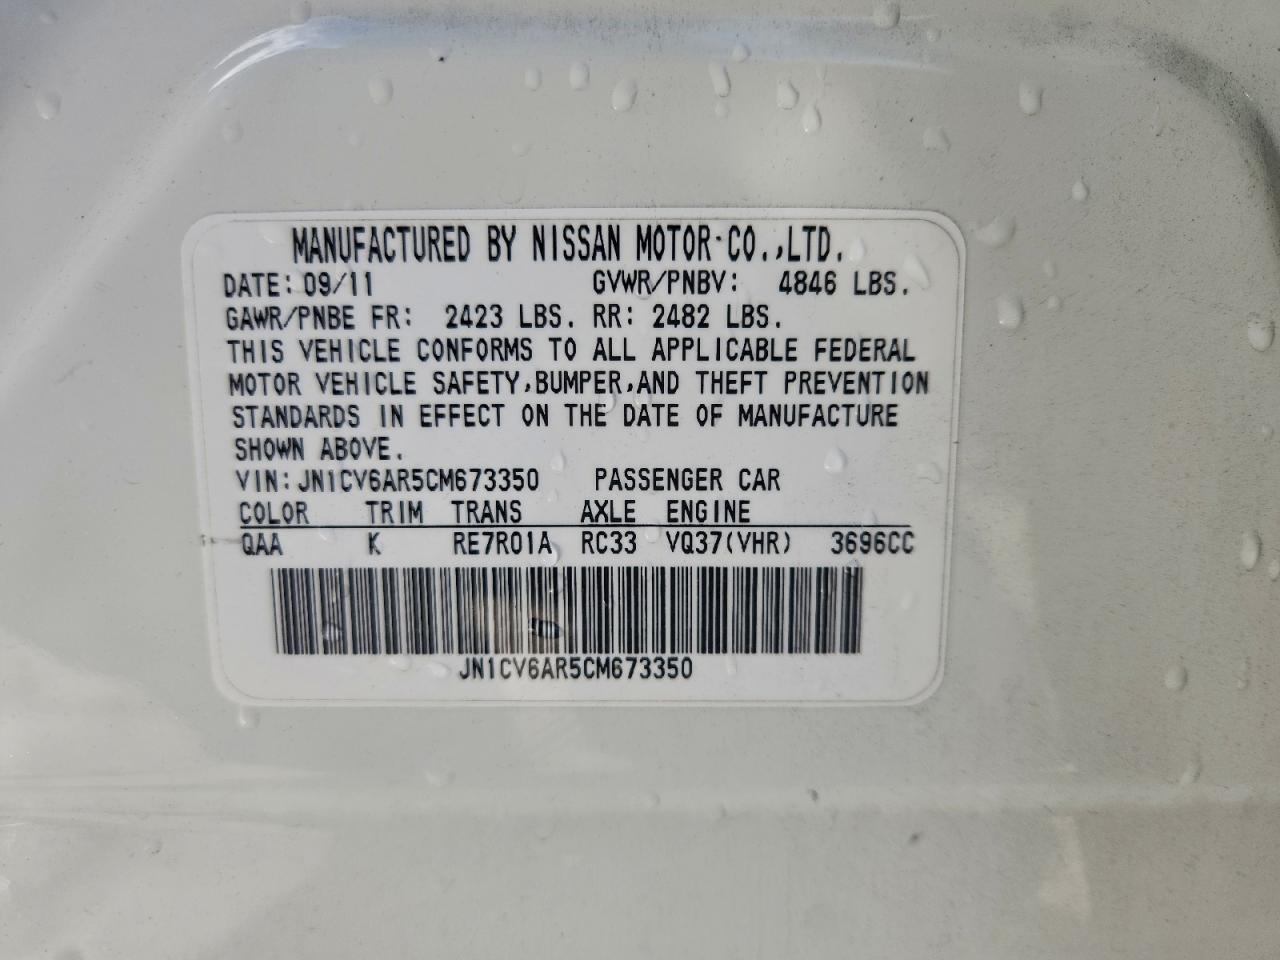 MANUFACTURED BY NISSAN MOTOR CO.,LTD.
DATE: 09/11 GVWR/PNBV: 4846 LBS.
GAWR/PNBE FR: 2423 LBS. RR: 2482 LBS.
THIS VEHICLE CONFORMS TO ALL APPLICABLE FEDERAL
MOTOR VEHICLE SAFETY,BUMPER,AND THEFT PREVENTION
STANDARDS IN EFFECT ON THE DATE OF MANUFACTURE
SHOWN ABOVE.
VIN:JN1CV6AR5CM673350 PASSENGER CAR
COLOR TRIM TRANS AXLE ENGINE
QAA K RE7R01A RC33 VQ37(VHR) 3696CC
JN1CV6AR5CM673350